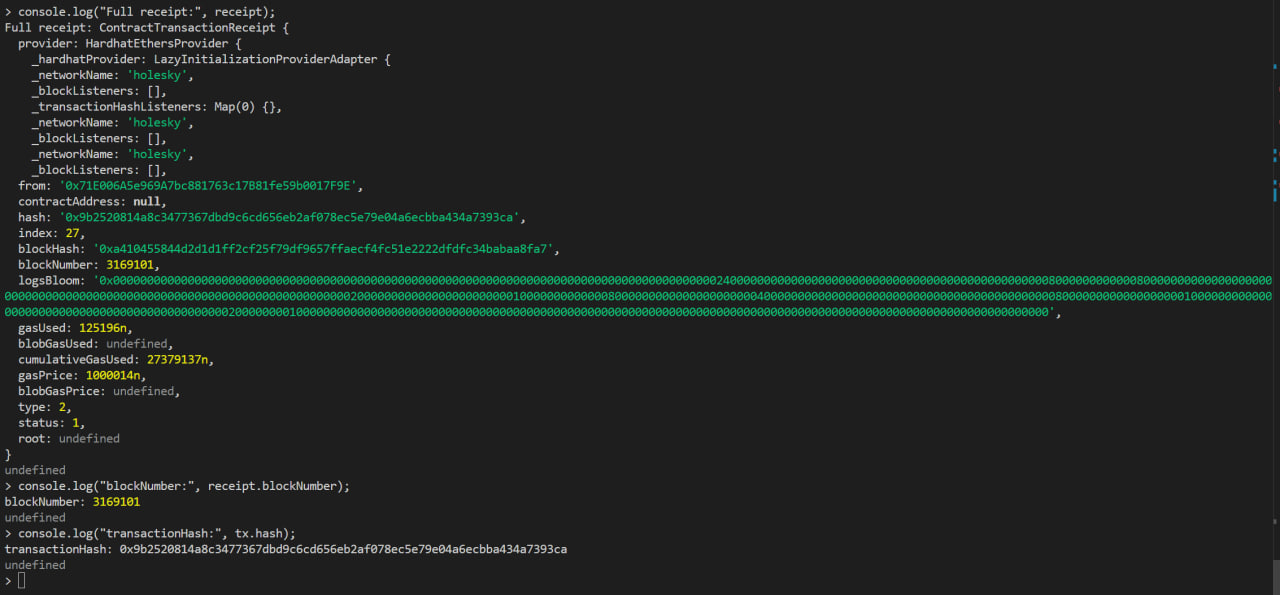 > console.log("Full receipt:", receipt);
Full receipt: ContractTransactionReceipt {
  provider: HardhatEthersProvider {
    _hardhatProvider: LazyInitializationProviderAdapter {
    _networkName: 'holesky',
    _blockListeners: [],
    _transactionHashListeners: Map(0) {},
    _networkName: 'holesky',
    _blockListeners: [],
    _networkName: 'holesky',
    _blockListeners: [],
  from: '0x71E006A5e969A7bc881763c17B81fe59b0017F9E',
  contractAddress: null,
  hash: '0x9b2520814a8c3477367dbd9c6cd656eb2af078ec5e79e04a6ecbba434a7393ca',
  index: 27,
  blockHash: '0xa410455844d2d1d1ff2cf25f79df9657ffaecf4fc51e2222dfdfc34babaa8fa7',
  blockNumber: 3169101,
  logsBloom:
  gasUsed: 125196n,
  blobGasUsed: undefined,
  cumulativeGasUsed: 27379137n,
  gasPrice: 1000014n,
  blobGasPrice: undefined,
  type: 2,
  status: 1,
  root: undefined
}
undefined
> console.log("blockNumber:", receipt.blockNumber);
blockNumber: 3169101
undefined
> console.log("transactionHash:", tx.hash);
transactionHash: 0x9b2520814a8c3477367dbd9c6cd656eb2af078ec5e79e04a6ecbba434a7393ca
undefined
>